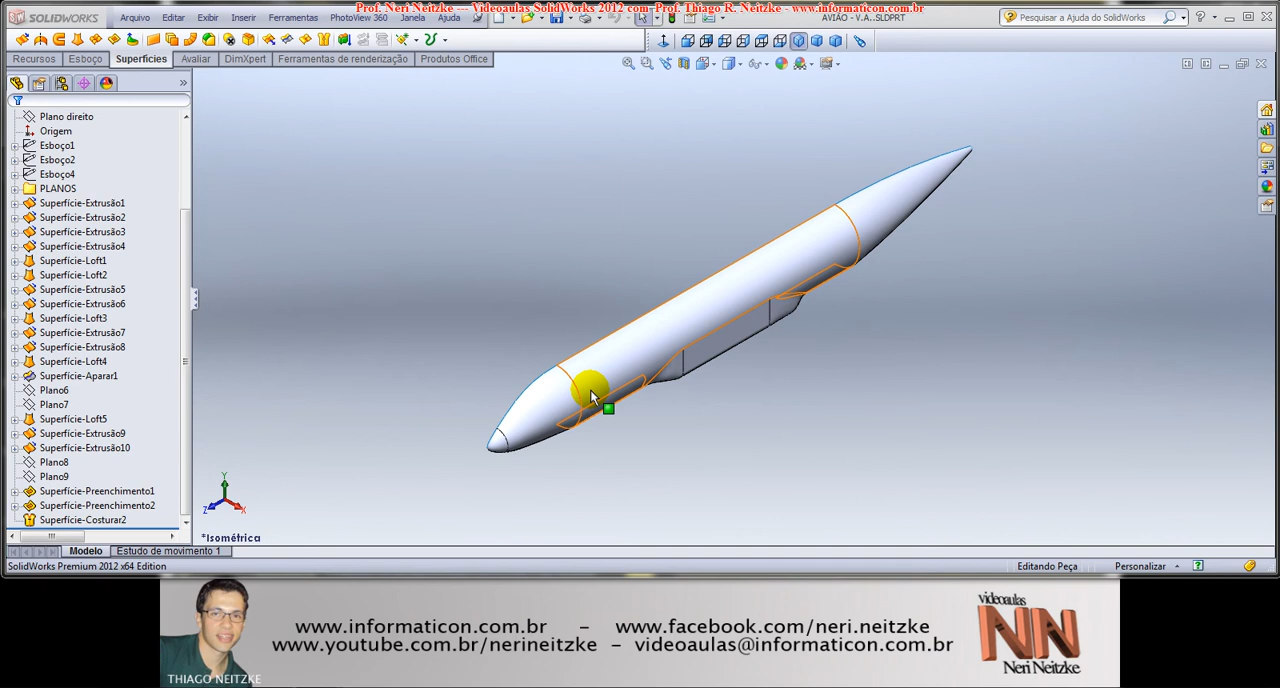 Prof. Neri Neitzke --- Videoaulas SolidWorks 2012 com Prof. Thiago R. Neitzke - www.informaticon.com.br
SOLIDWORKS
Arquivo Editar Exibir Inserir Ferramentas PhotoView 360 Janela Ajuda
AVIÃO - V.A..SLDPRT
Pesquisar a Ajuda do SolidWorks
Recursos Esboço Superfícies Avaliar DimXpert Ferramentas de renderização Produtos Office
Plano direito
Origem
Esboço1
Esboço2
Esboço4
PLANOS
Superfície-Extrusão1
Superfície-Extrusão2
Superfície-Extrusão3
Superfície-Extrusão4
Superfície-Loft1
Superfície-Loft2
Superfície-Extrusão5
Superfície-Extrusão6
Superfície-Loft3
Superfície-Extrusão7
Superfície-Extrusão8
Superfície-Loft4
Superfície-Aparar1
Plano6
Plano7
Superfície-Loft5
Superfície-Extrusão9
Superfície-Extrusão10
Plano8
Plano9
Superfície-Preenchimento1
Superfície-Preenchimento2
Superfície-Costurar2
Y
Z
X
*Isométrica
Modelo Estudo de movimento 1
SolidWorks Premium 2012 x64 Edition
Editando Peça
Personalizar
www.informaticon.com.br - www.facebook.com/neri.neitzke
www.youtube.com.br/nerineitzke - videoaulas@informaticon.com.br
THIAGO NEITZKE
videoaulas
NN
Neri Neitzke